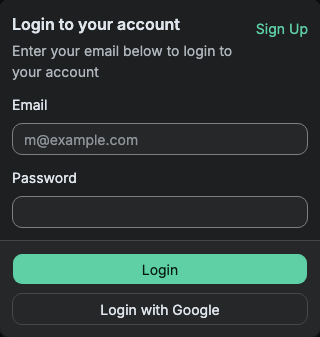 Login to your account
Sign Up
Enter your email below to login to
your account
Email
m@example.com
Password
Login
Login with Google